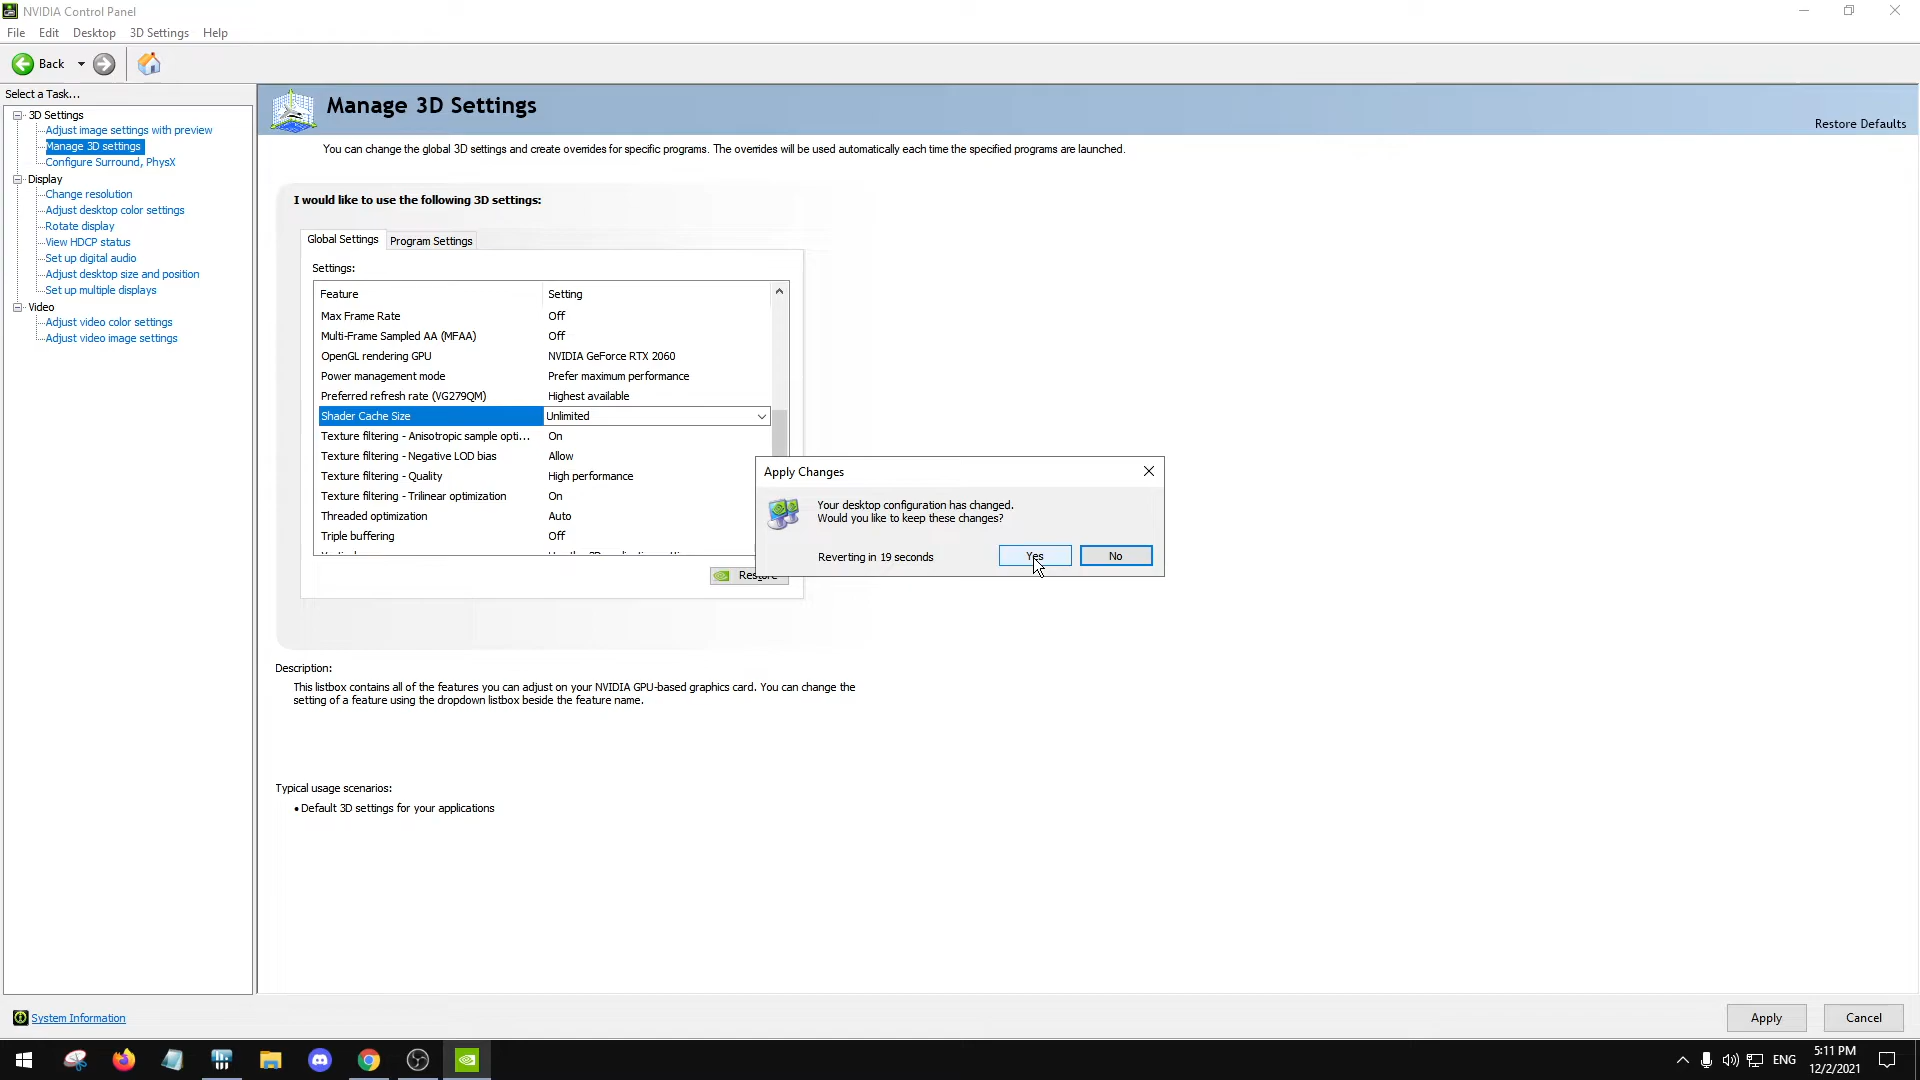 NVIDIA Control Panel
File Edit Desktop 3D Settings Help
Back
Select a Task...
3D Settings
Adjust image settings with preview
Manage 3D settings
Configure Surround, PhysX
Display
Change resolution
Adjust desktop color settings
Rotate display
View HDCP status
Set up digital audio
Adjust desktop size and position
Set up multiple displays
Video
Adjust video color settings
Adjust video image settings
Manage 3D Settings
Restore Defaults
You can change the global 3D settings and create overrides for specific programs. The overrides will be used automatically each time the specified programs are launched.
I would like to use the following 3D settings:
Global Settings Program Settings
Settings:
Feature Setting
Max Frame Rate Off
Multi-Frame Sampled AA (MFAA) Off
OpenGL rendering GPU NVIDIA GeForce RTX 2060
Power management mode Prefer maximum performance
Preferred refresh rate (VG279QM) Highest available
Shader Cache Size Unlimited
Texture filtering - Anisotropic sample opti... On
Texture filtering - Negative LOD bias Allow
Texture filtering - Quality High performance
Texture filtering - Trilinear optimization On
Threaded optimization Auto
Triple buffering Off
Restore
Apply Changes
Your desktop configuration has changed.
Would you like to keep these changes?
Reverting in 19 seconds Yes No
Description:
This listbox contains all of the features you can adjust on your NVIDIA GPU-based graphics card. You can change the
setting of a feature using the dropdown listbox beside the feature name.
Typical usage scenarios:
• Default 3D settings for your applications
System Information
Apply Cancel
ENG
5:11 PM
12/2/2021